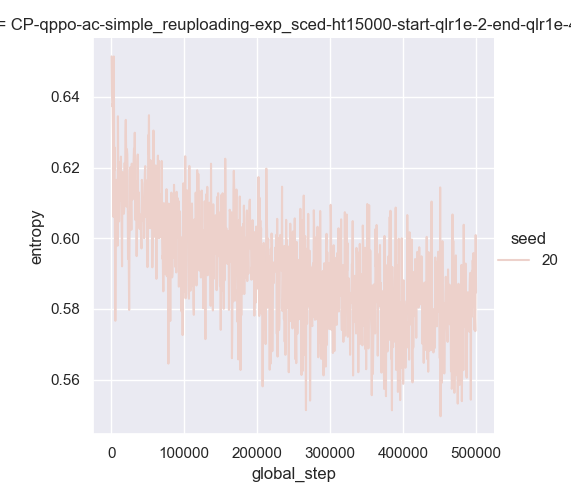 = CP-qppo-ac-simple_reuploading-exp_sced-ht15000-start-qlr1e-2-end-qlr1e-4
0.64
0.62
0.60
0.58
0.56
entropy
0 100000 200000 300000 400000 500000
global_step
seed
20